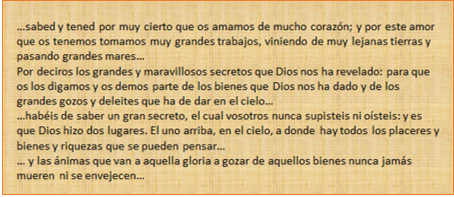 …sabed y tened por muy cierto que os amamos de mucho corazón; y por este amor
que os tenemos tomamos muy grandes trabajos, viniendo de muy lejanas tierras y
pasando grandes mares…
Por deciros los grandes y maravillosos secretos que Dios nos ha revelado: para que
os los digamos y os demos parte de los bienes que Dios nos ha dado y de los
grandes gozos y deleites que ha de dar en el cielo…
…habéis de saber un gran secreto, el cual vosotros nunca supisteis ni oísteis: y es
que Dios hizo dos lugares. El uno arriba, en el cielo, a donde hay todos los placeres y
bienes y riquezas que se pueden pensar…
… y las ánimas que van a aquella gloria a gozar de aquellos bienes nunca jamás
mueren ni se envejecen…